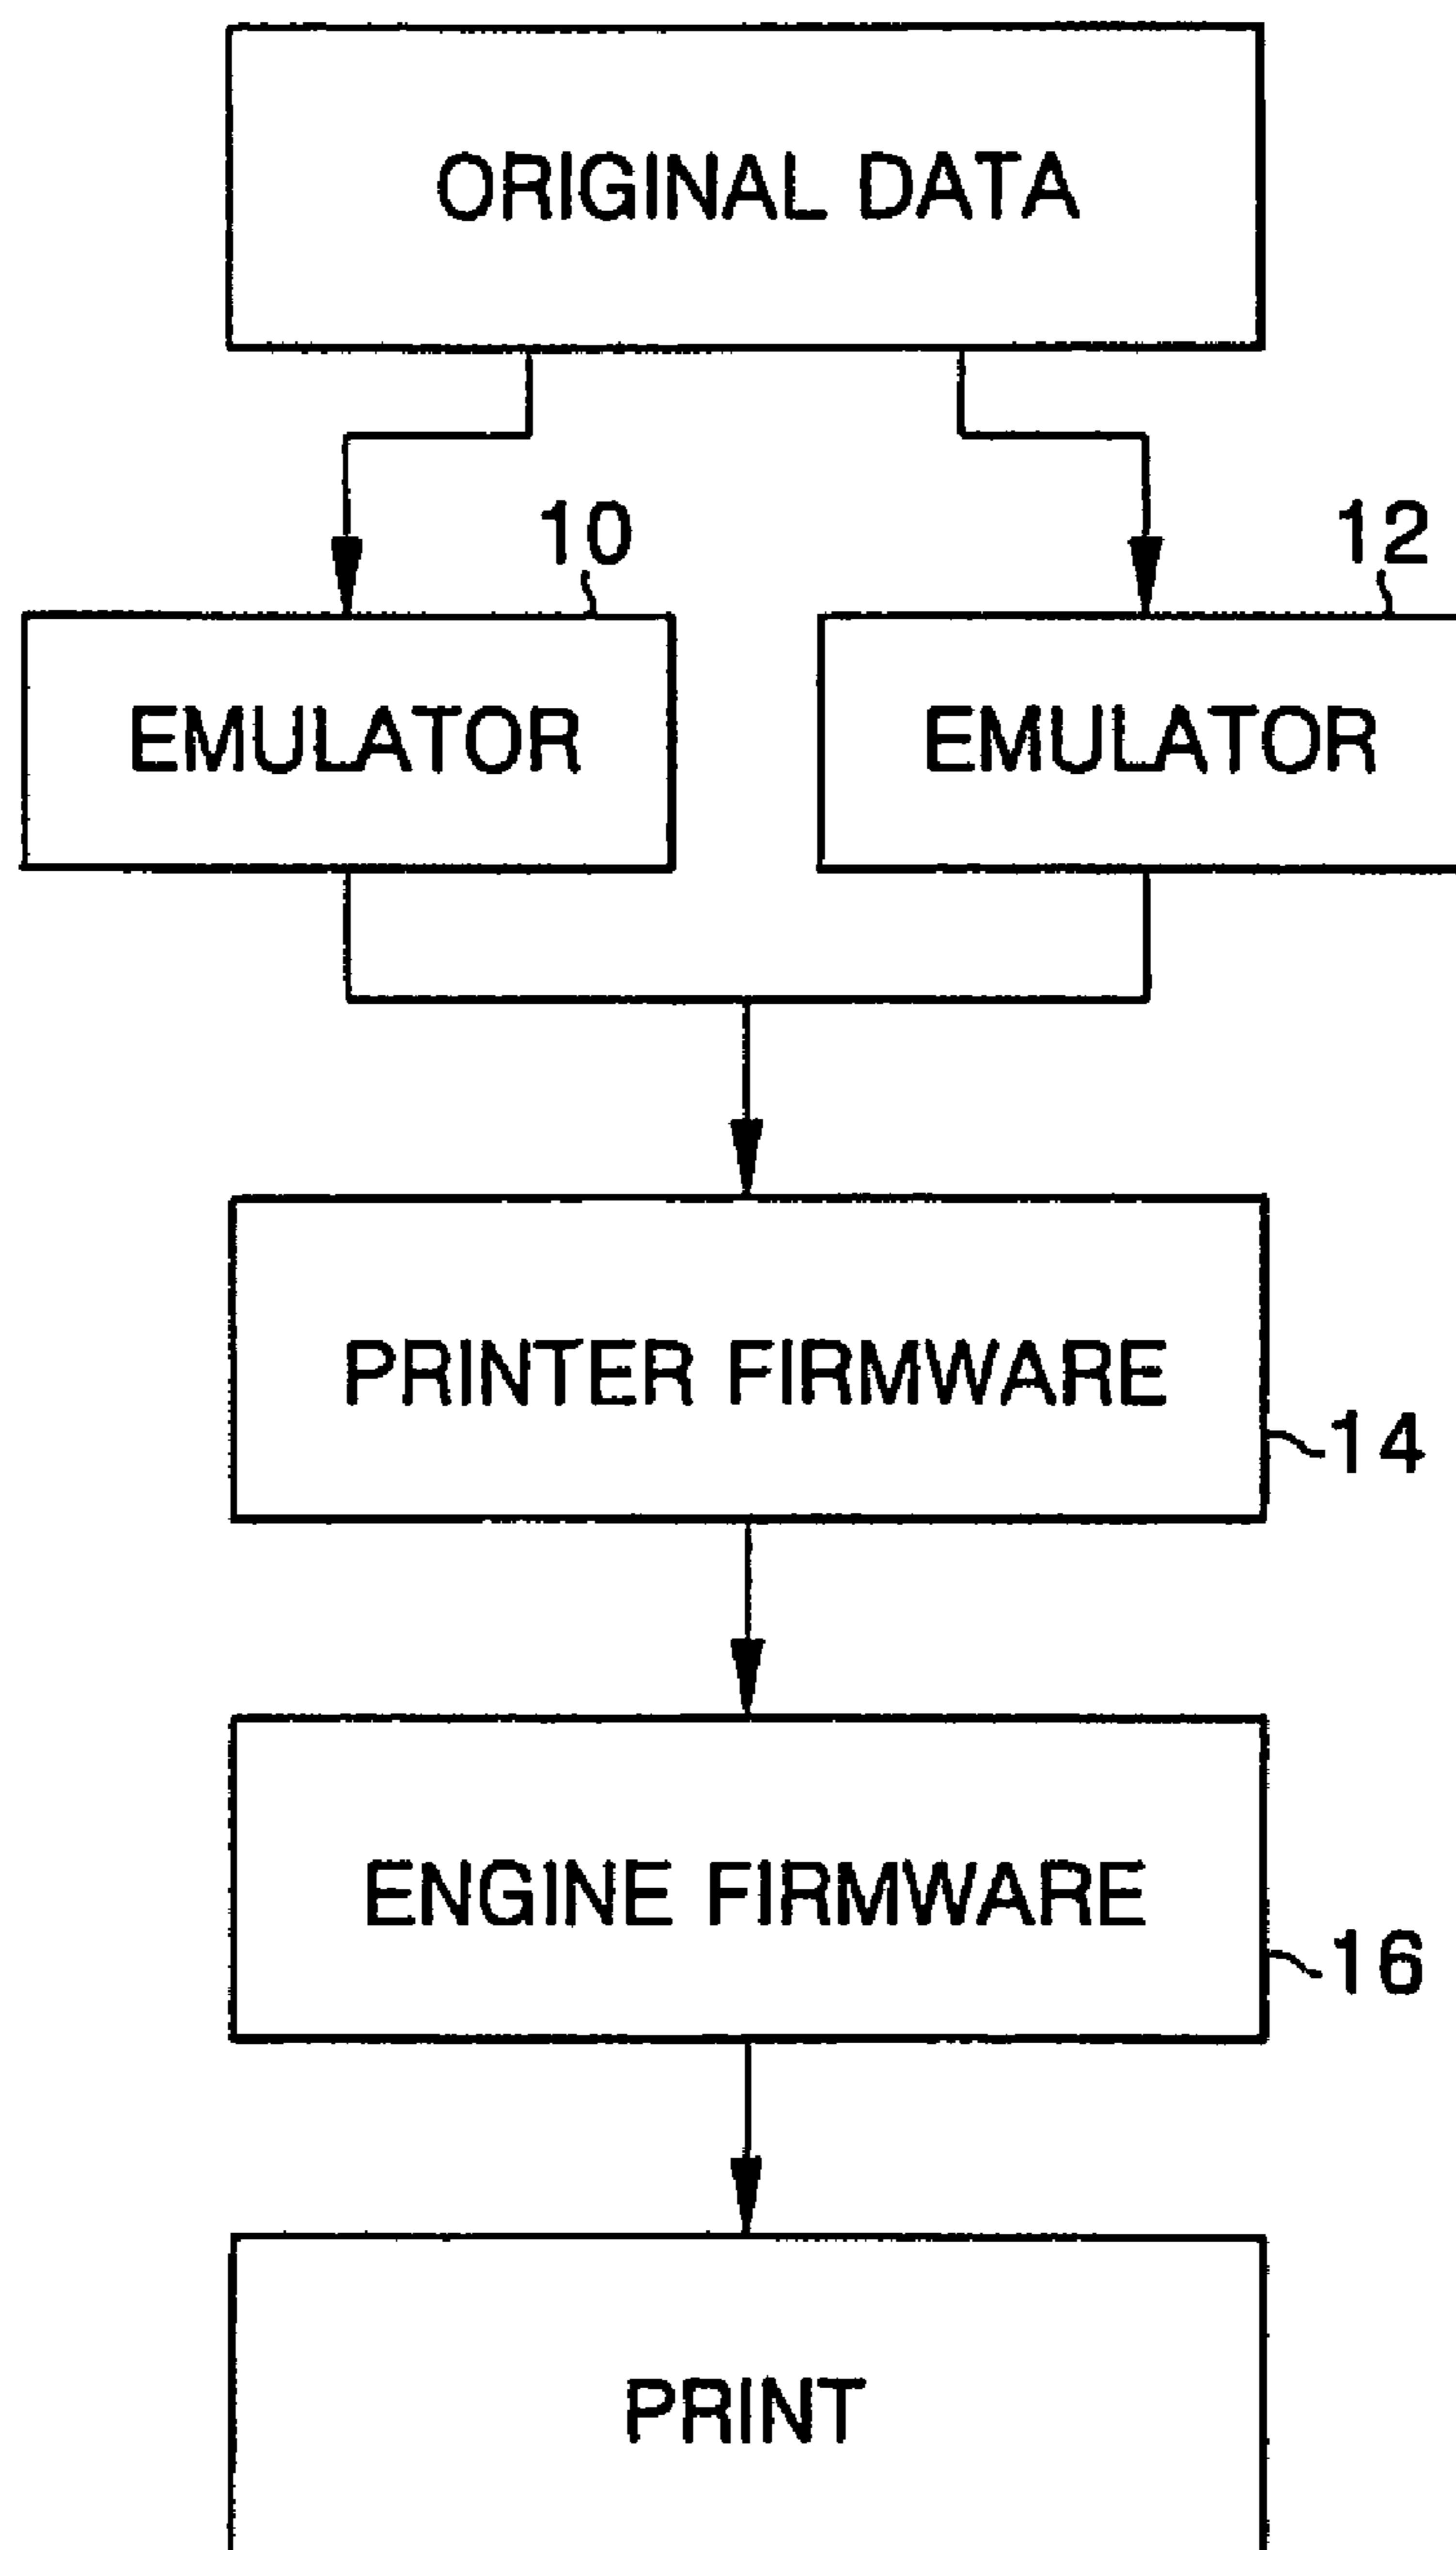 ORIGINAL DATA
10
12
EMULATOR
EMULATOR
PRINTER FIRMWARE
14
ENGINE FIRMWARE
16
PRINT